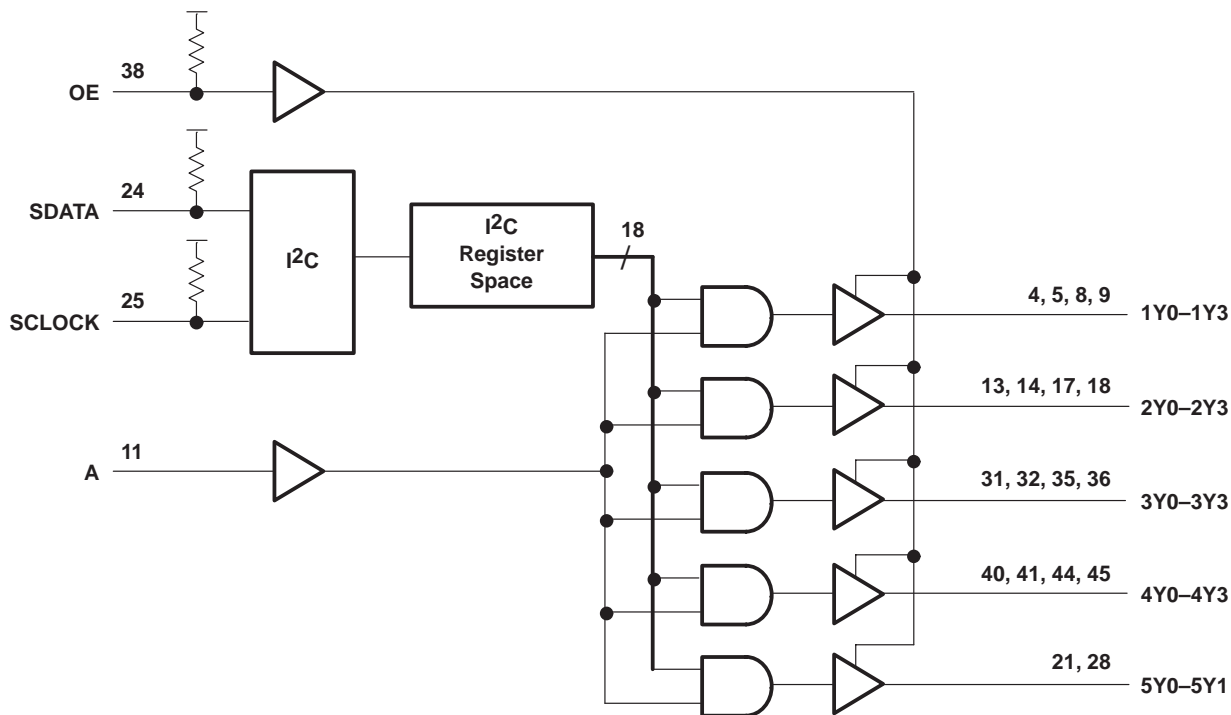 38
OE
24
SDATA
25
SCLOCK
I2C
I2C
Register
Space
18
11
A
4, 5, 8, 9
1Y0–1Y3
13, 14, 17, 18
2Y0–2Y3
31, 32, 35, 36
3Y0–3Y3
40, 41, 44, 45
4Y0–4Y3
21, 28
5Y0–5Y1